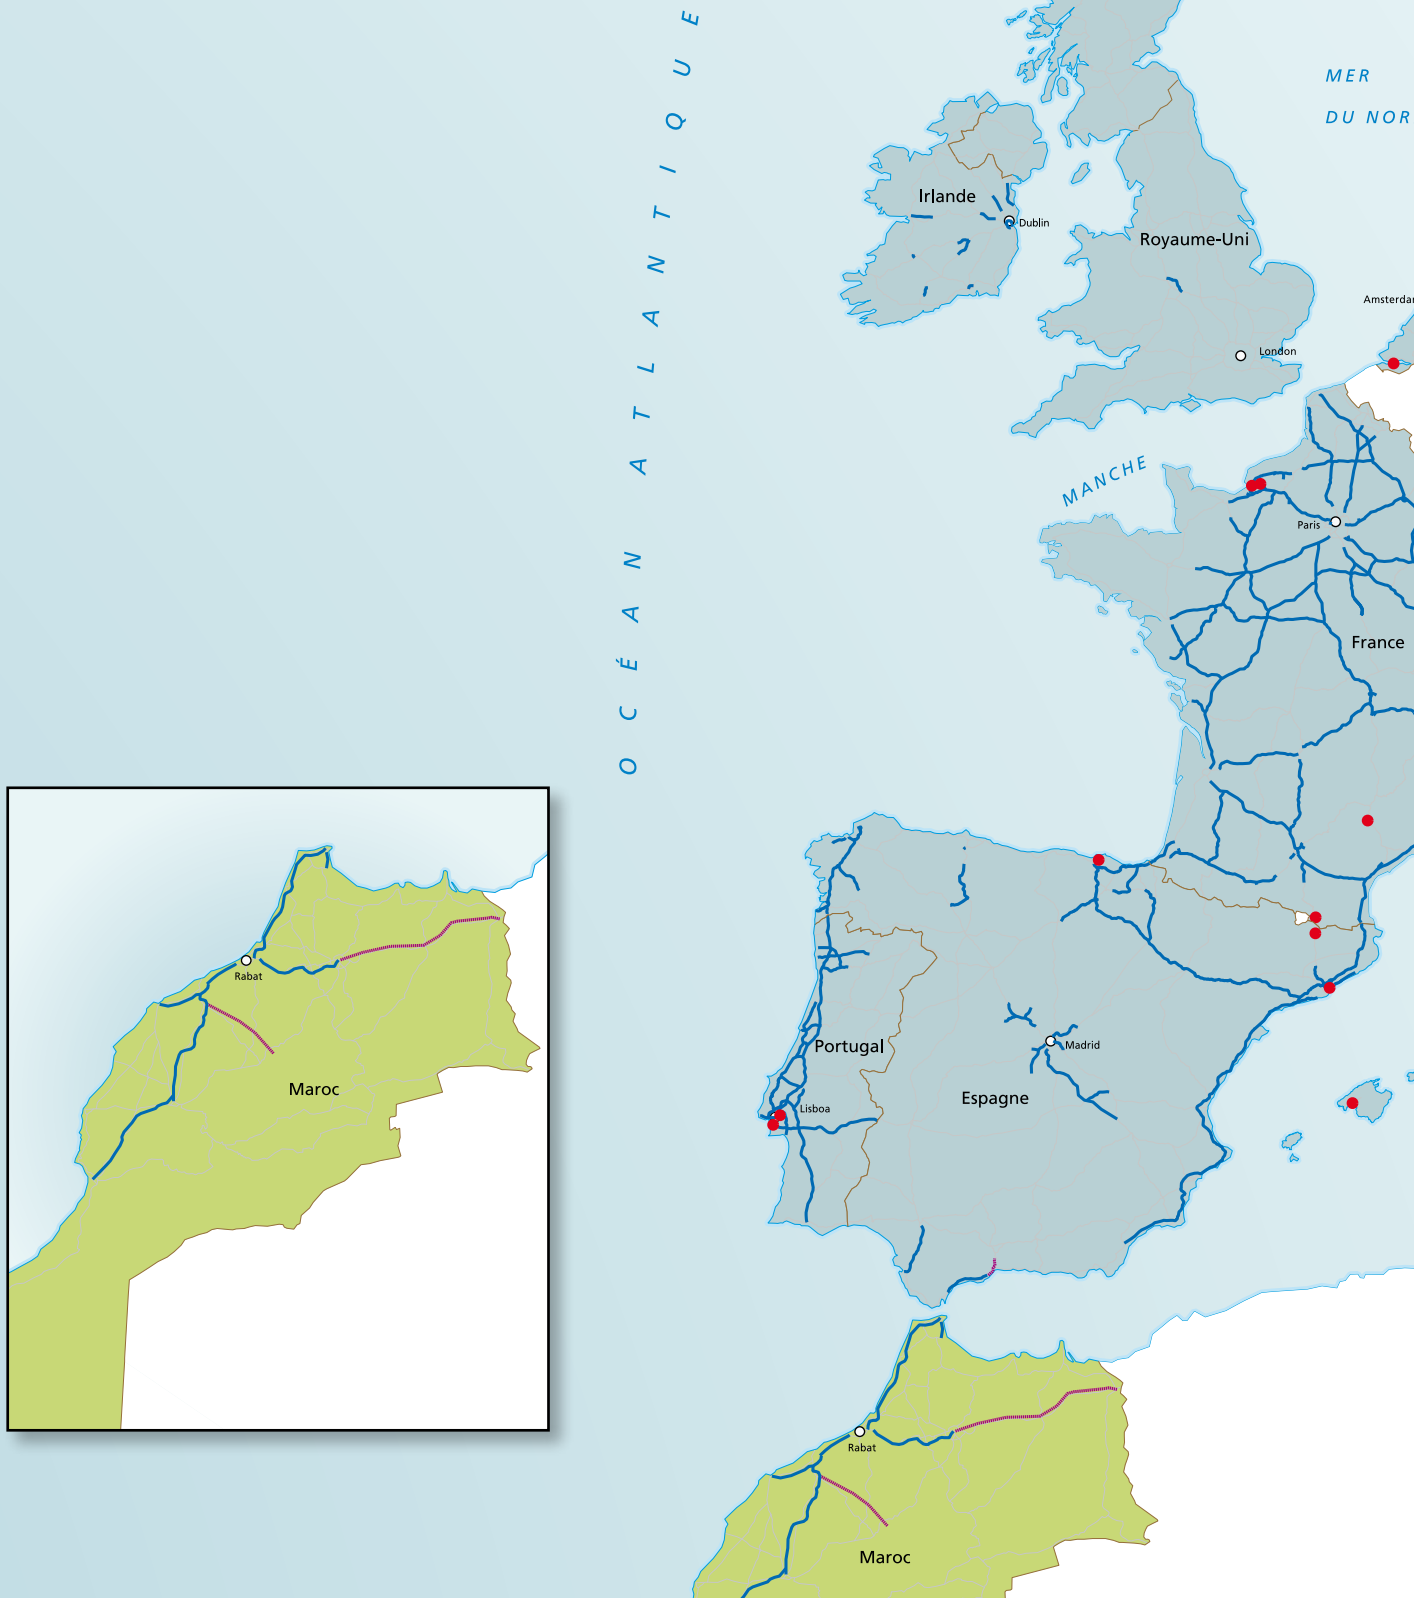 OCÉAN ATLANTIQUE
MER
DU NOR
Irlande
Dublin
Royaume-Uni
Amsterdar
London
MANCHE
Paris
France
Rabat
Maroc
Portugal
Madrid
Espagne
Lisboa
Rabat
Maroc